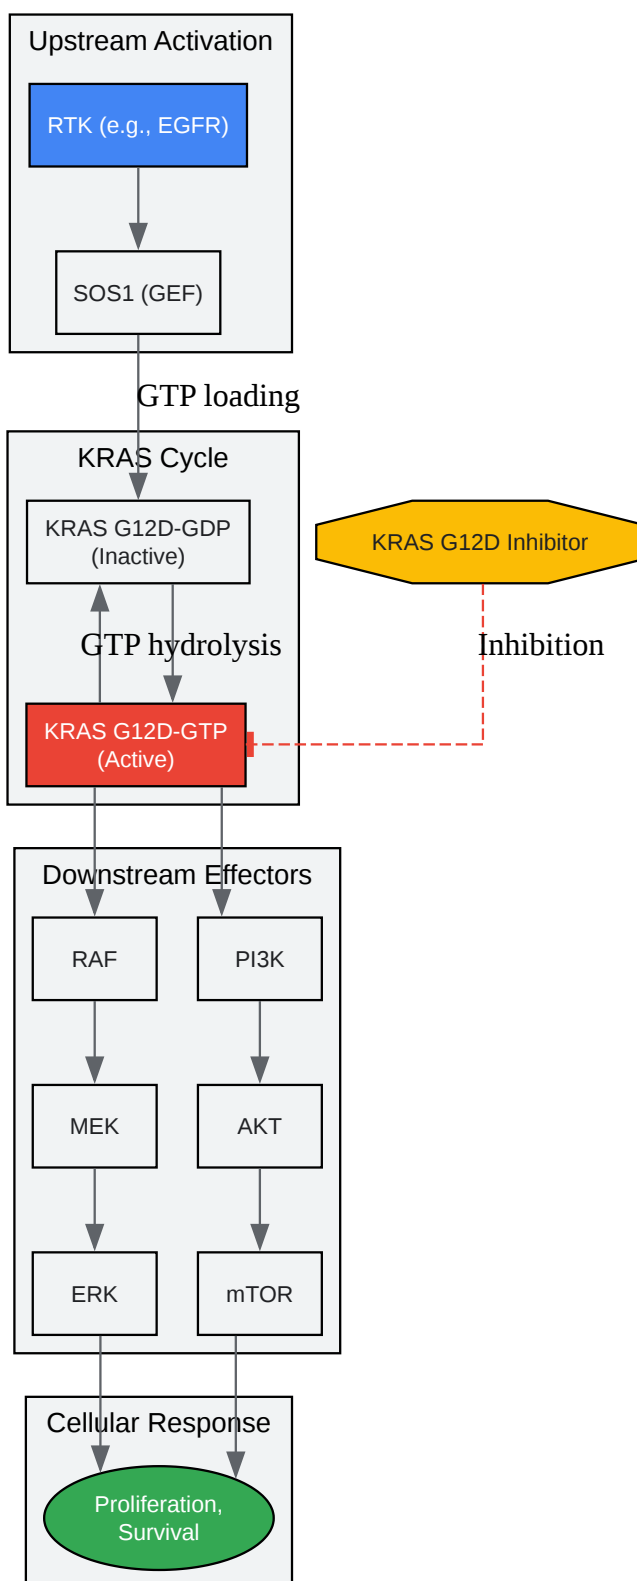 Upstream Activation
RTK (e.g., EGFR)
SOS1 (GEF)
GTP loading
KRAS Cycle
KRAS G12D-GDP
(Inactive)
KRAS G12D Inhibitor
GTP hydrolysis
Inhibition
KRAS G12D-GTP
(Active)
Downstream Effectors
RAF
PI3K
MEK
AKT
ERK
mTOR
Cellular Response
Proliferation,
Survival